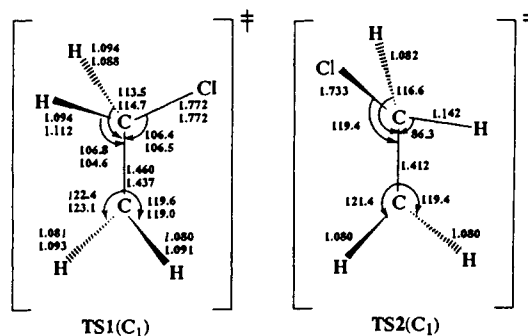 ‡
H 1.094
1.088
113.5
114.7
Cl
H
C
1.772
1.772
1.094
1.112
106.4
106.5
106.8
104.6
1.460
1.437
122.4
123.1
119.6
119.0
C
1.081
1.093
1.080
1.091
H
H
TS1(C₁)
H
1.082
Cl
1.733
116.6
C
1.142
H
119.4
86.3
1.412
121.4
119.4
C
1.080
1.080
H
H
TS2(C₁)